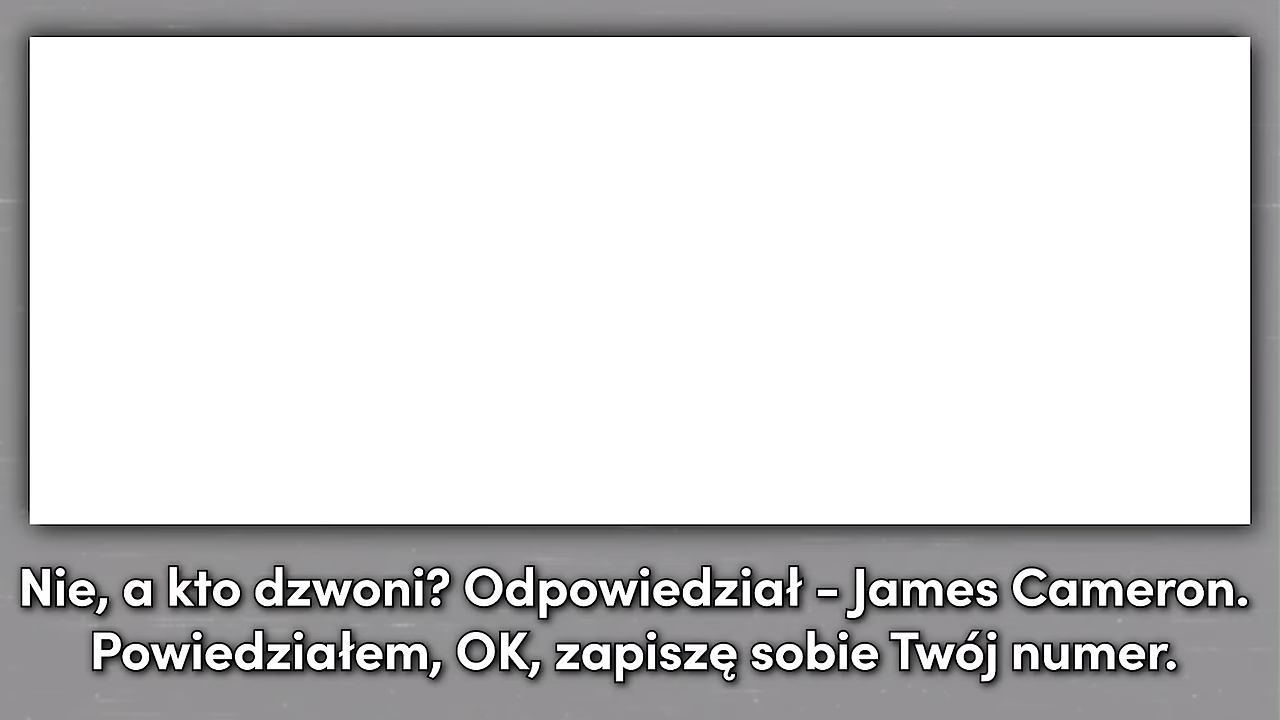 Nie, a kto dzwoni? Odpowiedział - James Cameron.
Powiedziałem, OK, zapiszę sobie Twój numer.